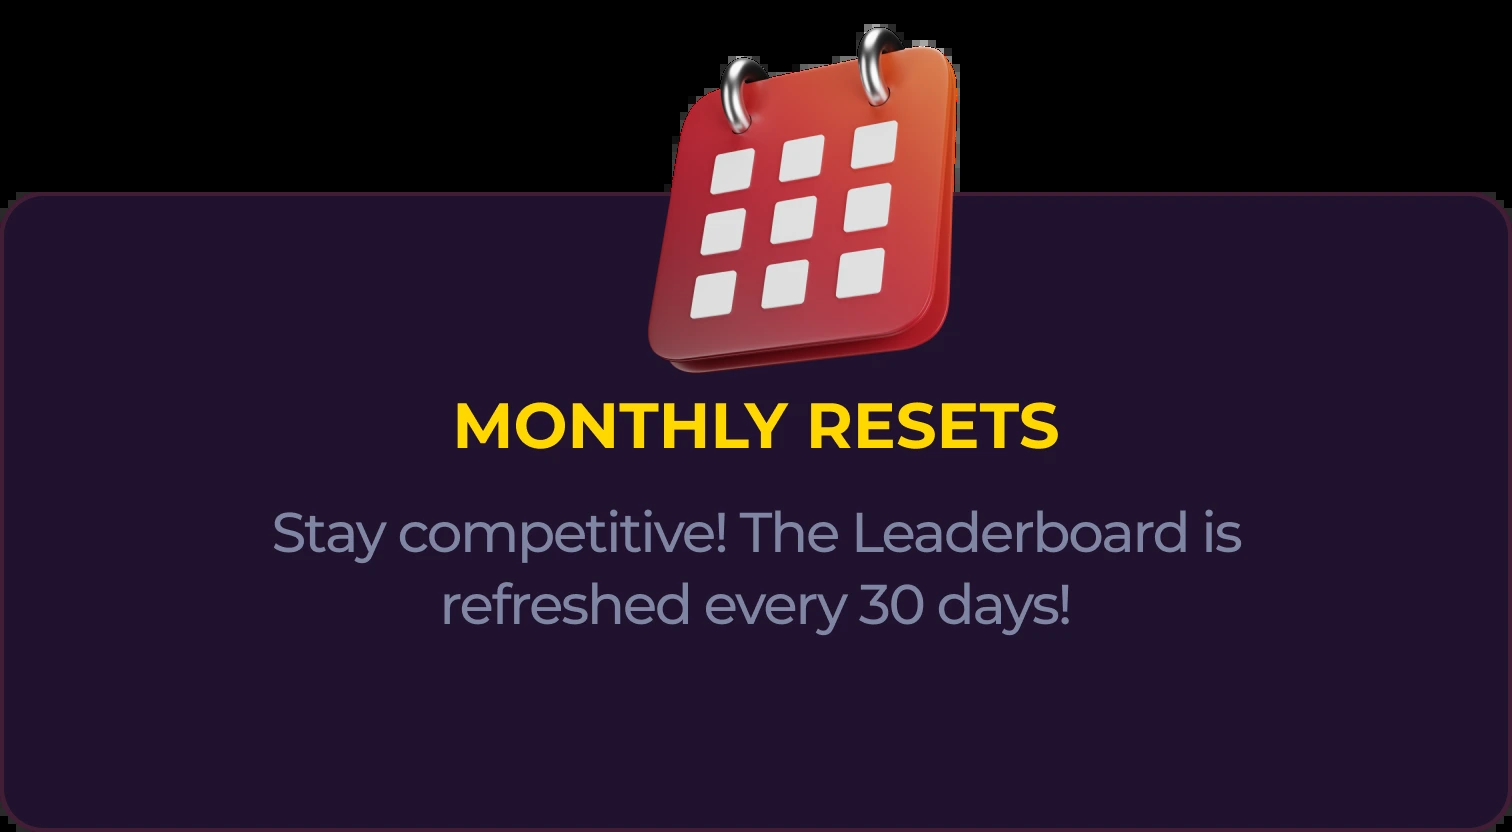 MONTHLY RESETS
Stay competitive! The Leaderboard is
refreshed every 30 days!